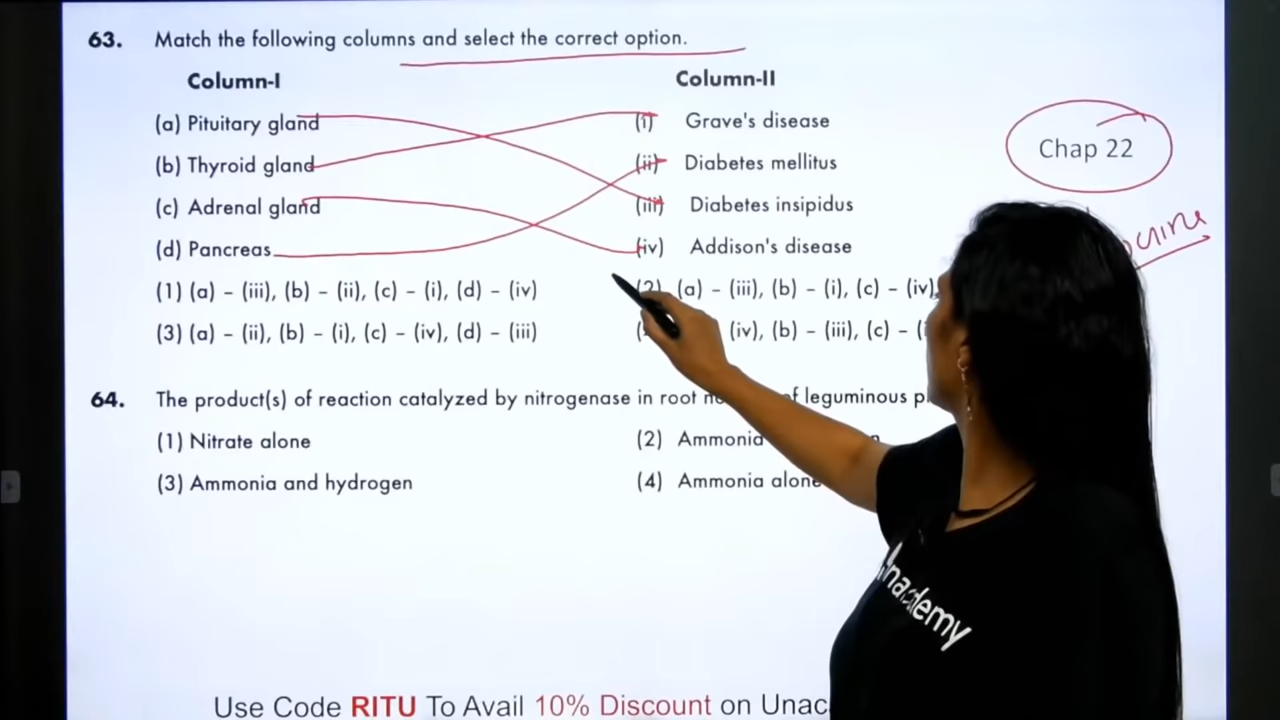 63. Match the following columns and select the correct option.
Column-I Column-II
(a) Pituitary gland (i) Grave's disease
(b) Thyroid gland (ii) Diabetes mellitus
(c) Adrenal gland (iii) Diabetes insipidus
(d) Pancreas (iv) Addison's disease
Chap 22
(1) (a) – (iii), (b) – (ii), (c) – (i), (d) – (iv) (2) (a) – (iii), (b) – (i), (c) – (iv),
(3) (a) – (ii), (b) – (i), (c) – (iv), (d) – (iii) (iv), (b) – (iii), (c) –
64. The product(s) of reaction catalyzed by nitrogenase in root of leguminous
(1) Nitrate alone (2) Ammonia
(3) Ammonia and hydrogen (4) Ammonia alone
unacademy
Use Code RITU To Avail 10% Discount on